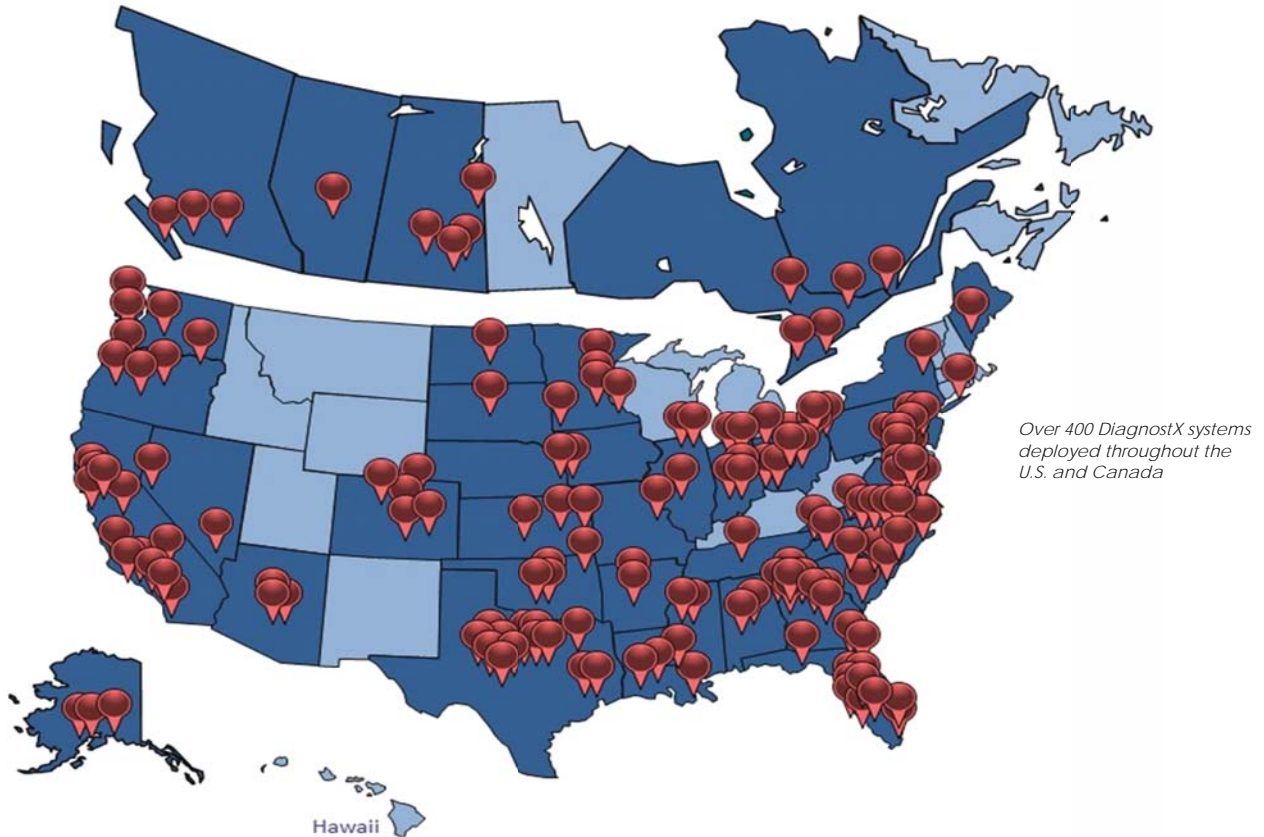 Over 400 DiagnostX systems
deployed throughout the
U.S. and Canada
Hawaii